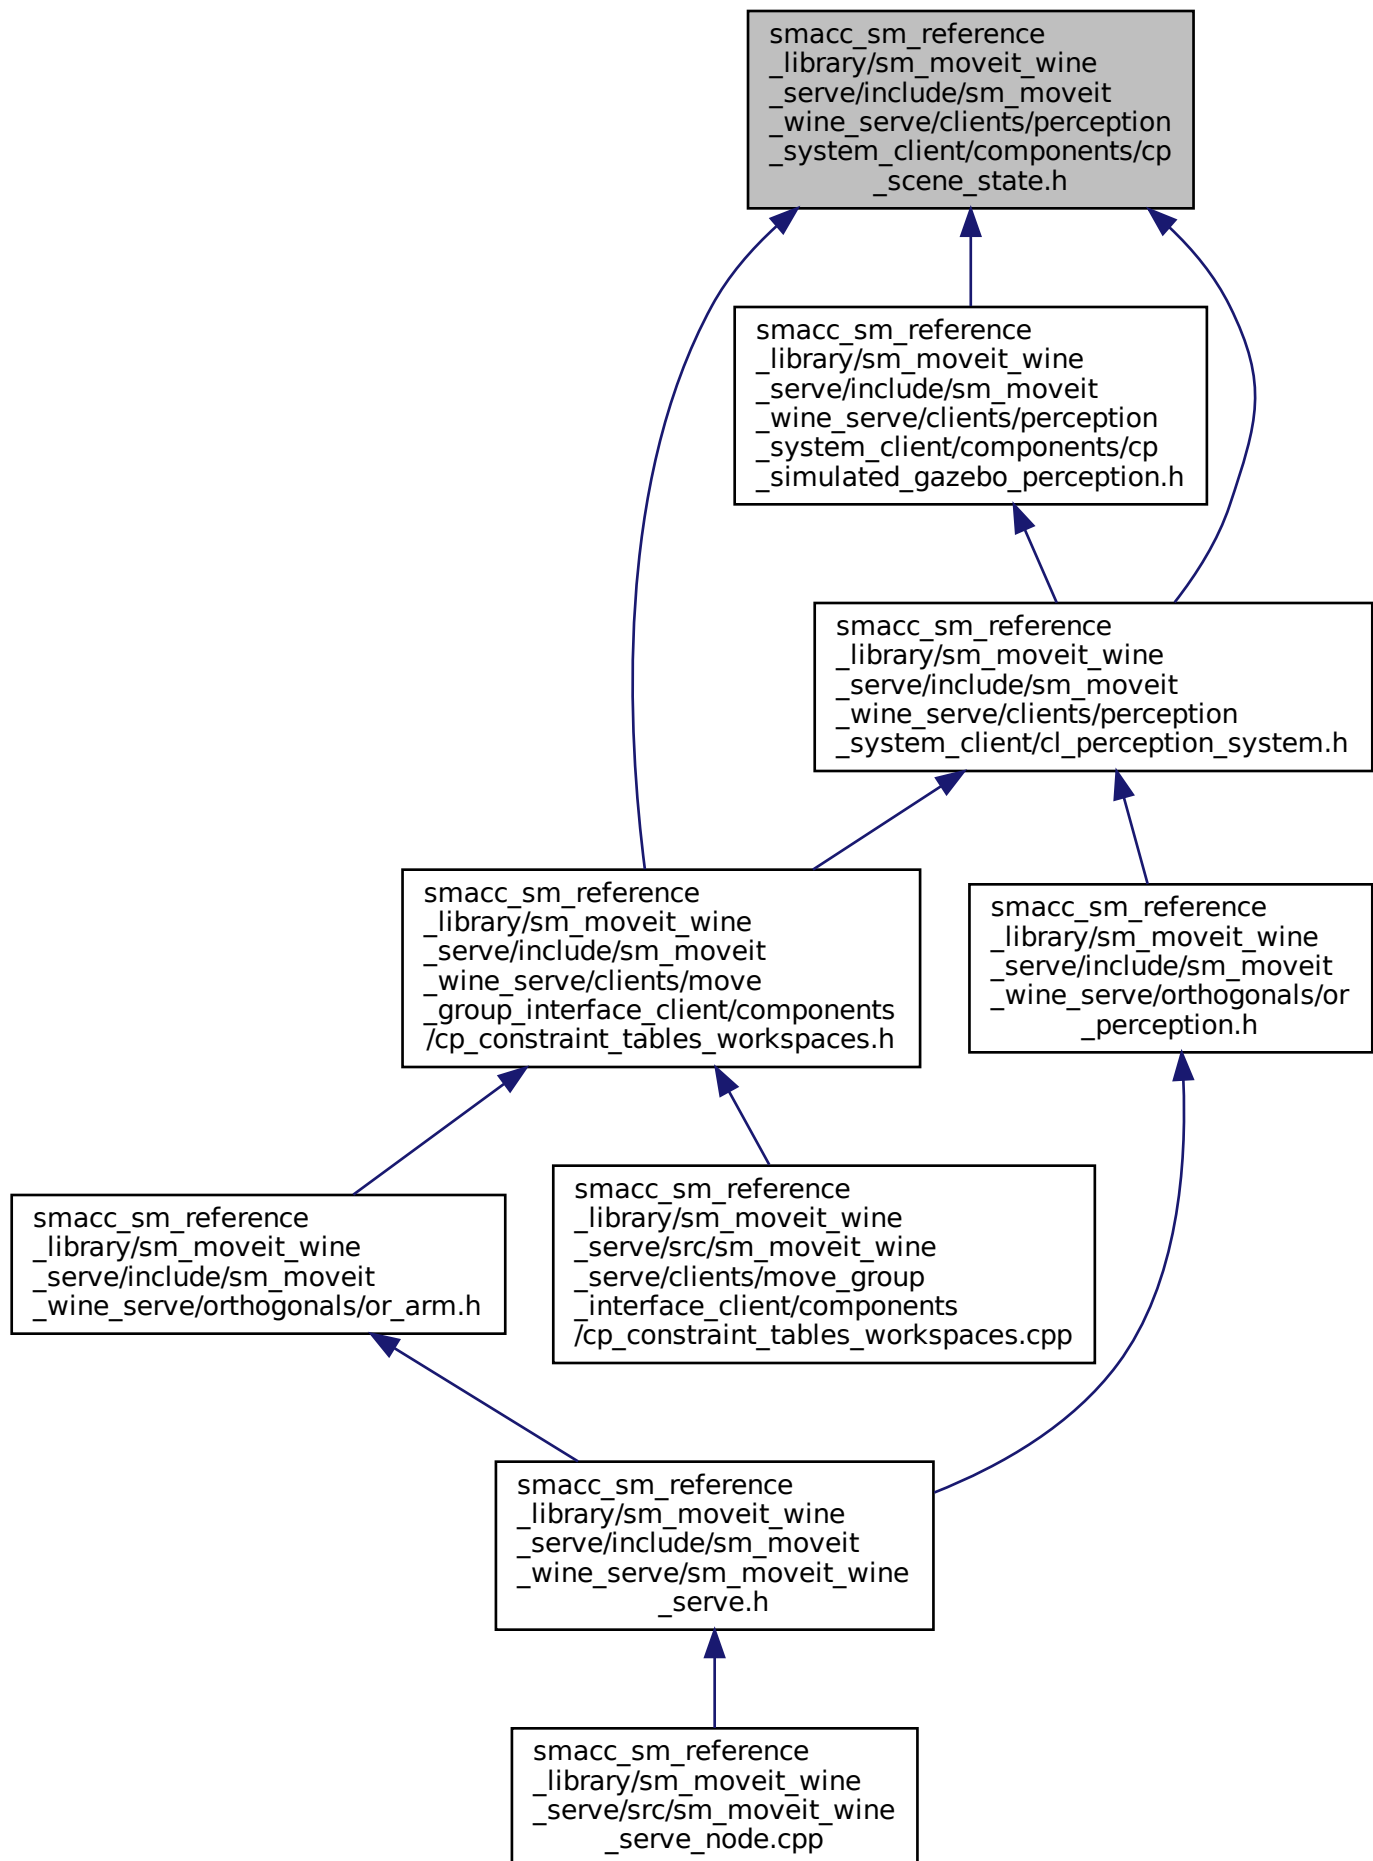 smacc_sm_reference
_library/sm_moveit_wine
_serve/include/sm_moveit
_wine_serve/clients/perception
_system_client/components/cp
_scene_state.h
smacc_sm_reference
_library/sm_moveit_wine
_serve/include/sm_moveit
_wine_serve/clients/perception
_system_client/components/cp
_simulated_gazebo_perception.h
smacc_sm_reference
_library/sm_moveit_wine
_serve/include/sm_moveit
_wine_serve/clients/perception
_system_client/cl_perception_system.h
smacc_sm_reference
_library/sm_moveit_wine
_serve/include/sm_moveit
_wine_serve/clients/move
_group_interface_client/components
/cp_constraint_tables_workspaces.h
smacc_sm_reference
_library/sm_moveit_wine
_serve/include/sm_moveit
_wine_serve/orthogonals/or
_perception.h
smacc_sm_reference
_library/sm_moveit_wine
_serve/include/sm_moveit
_wine_serve/orthogonals/or_arm.h
smacc_sm_reference
_library/sm_moveit_wine
_serve/src/sm_moveit_wine
_serve/clients/move_group
_interface_client/components
/cp_constraint_tables_workspaces.cpp
smacc_sm_reference
_library/sm_moveit_wine
_serve/include/sm_moveit
_wine_serve/sm_moveit_wine
_serve.h
smacc_sm_reference
_library/sm_moveit_wine
_serve/src/sm_moveit_wine
_serve_node.cpp